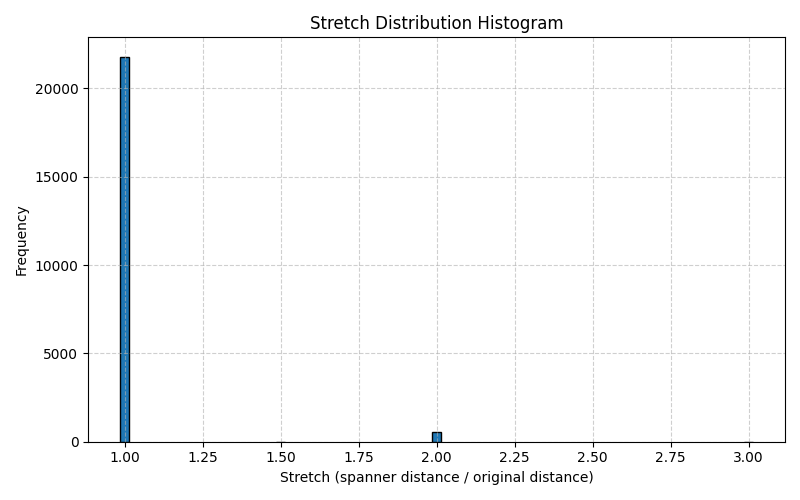 Stretch Distribution Histogram
20000
15000
10000
5000
0
Frequency
1.00 1.25 1.50 1.75 2.00 2.25 2.50 2.75 3.00
Stretch (spanner distance / original distance)